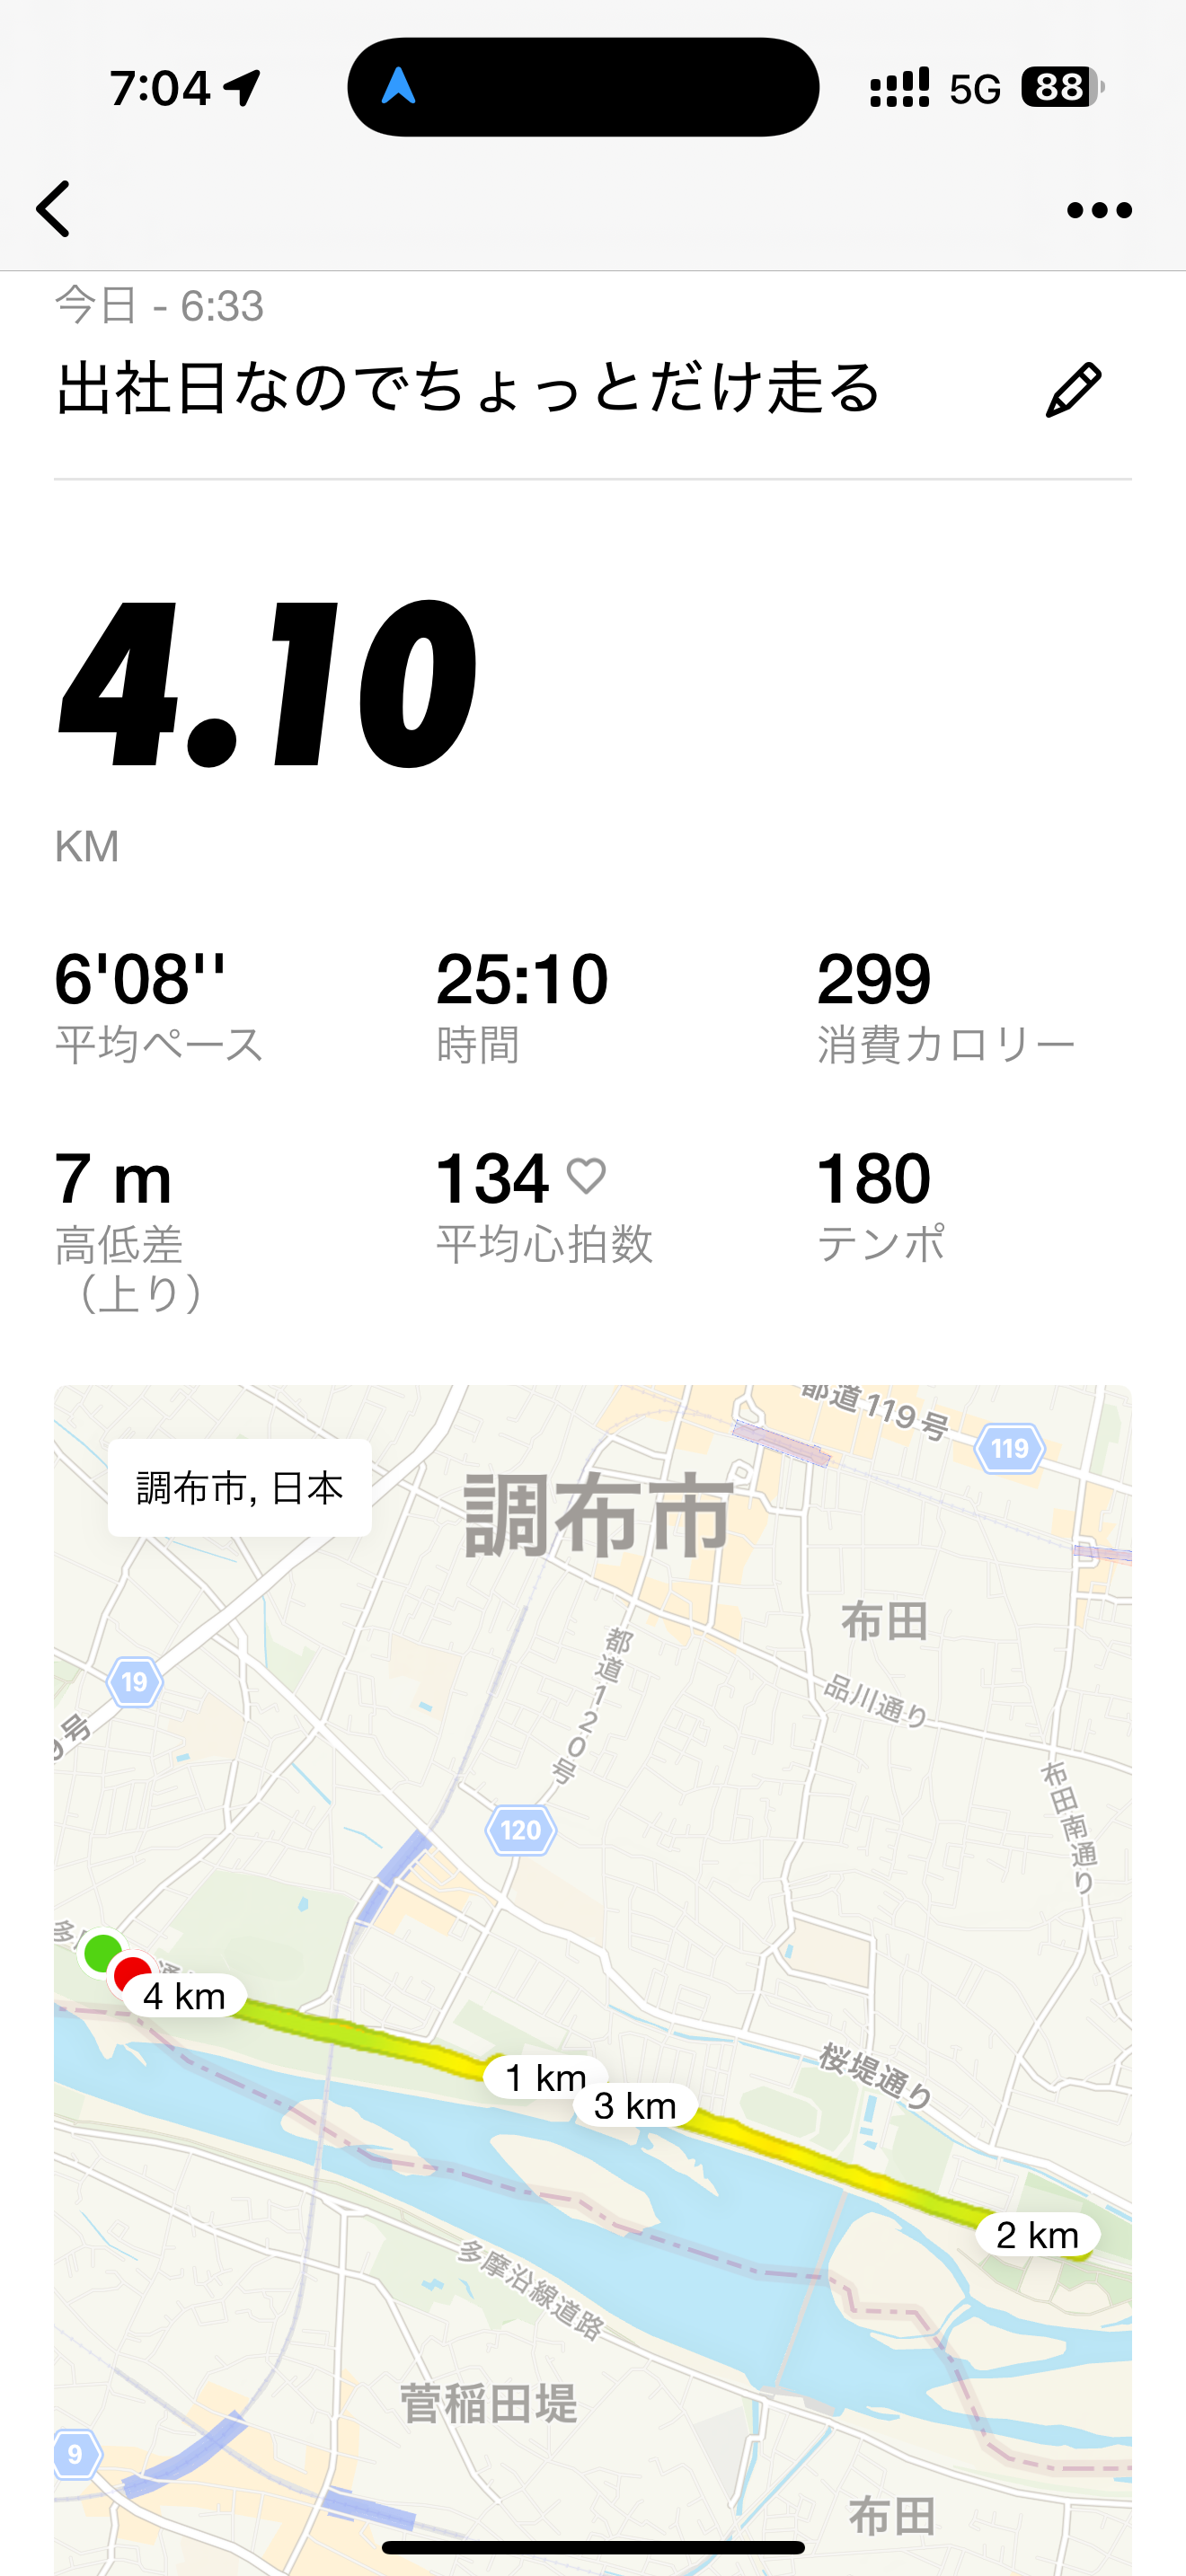 7:04
5G
88
今日 - 6:33
出社日なのでちょっとだけ走る
4.10
KM
6'08''
25:10
299
平均ペース
時間
消費カロリー
7 m
134
180
高低差
（上り）
平均心拍数
テンポ
都道119号
119
調布市, 日本
調布市
布田
都道120号
品川通り
19
9号
布田南通り
120
多
通
4 km
1 km
3 km
桜堤通り
2 km
多摩沿線道路
菅稲田堤
9
布田